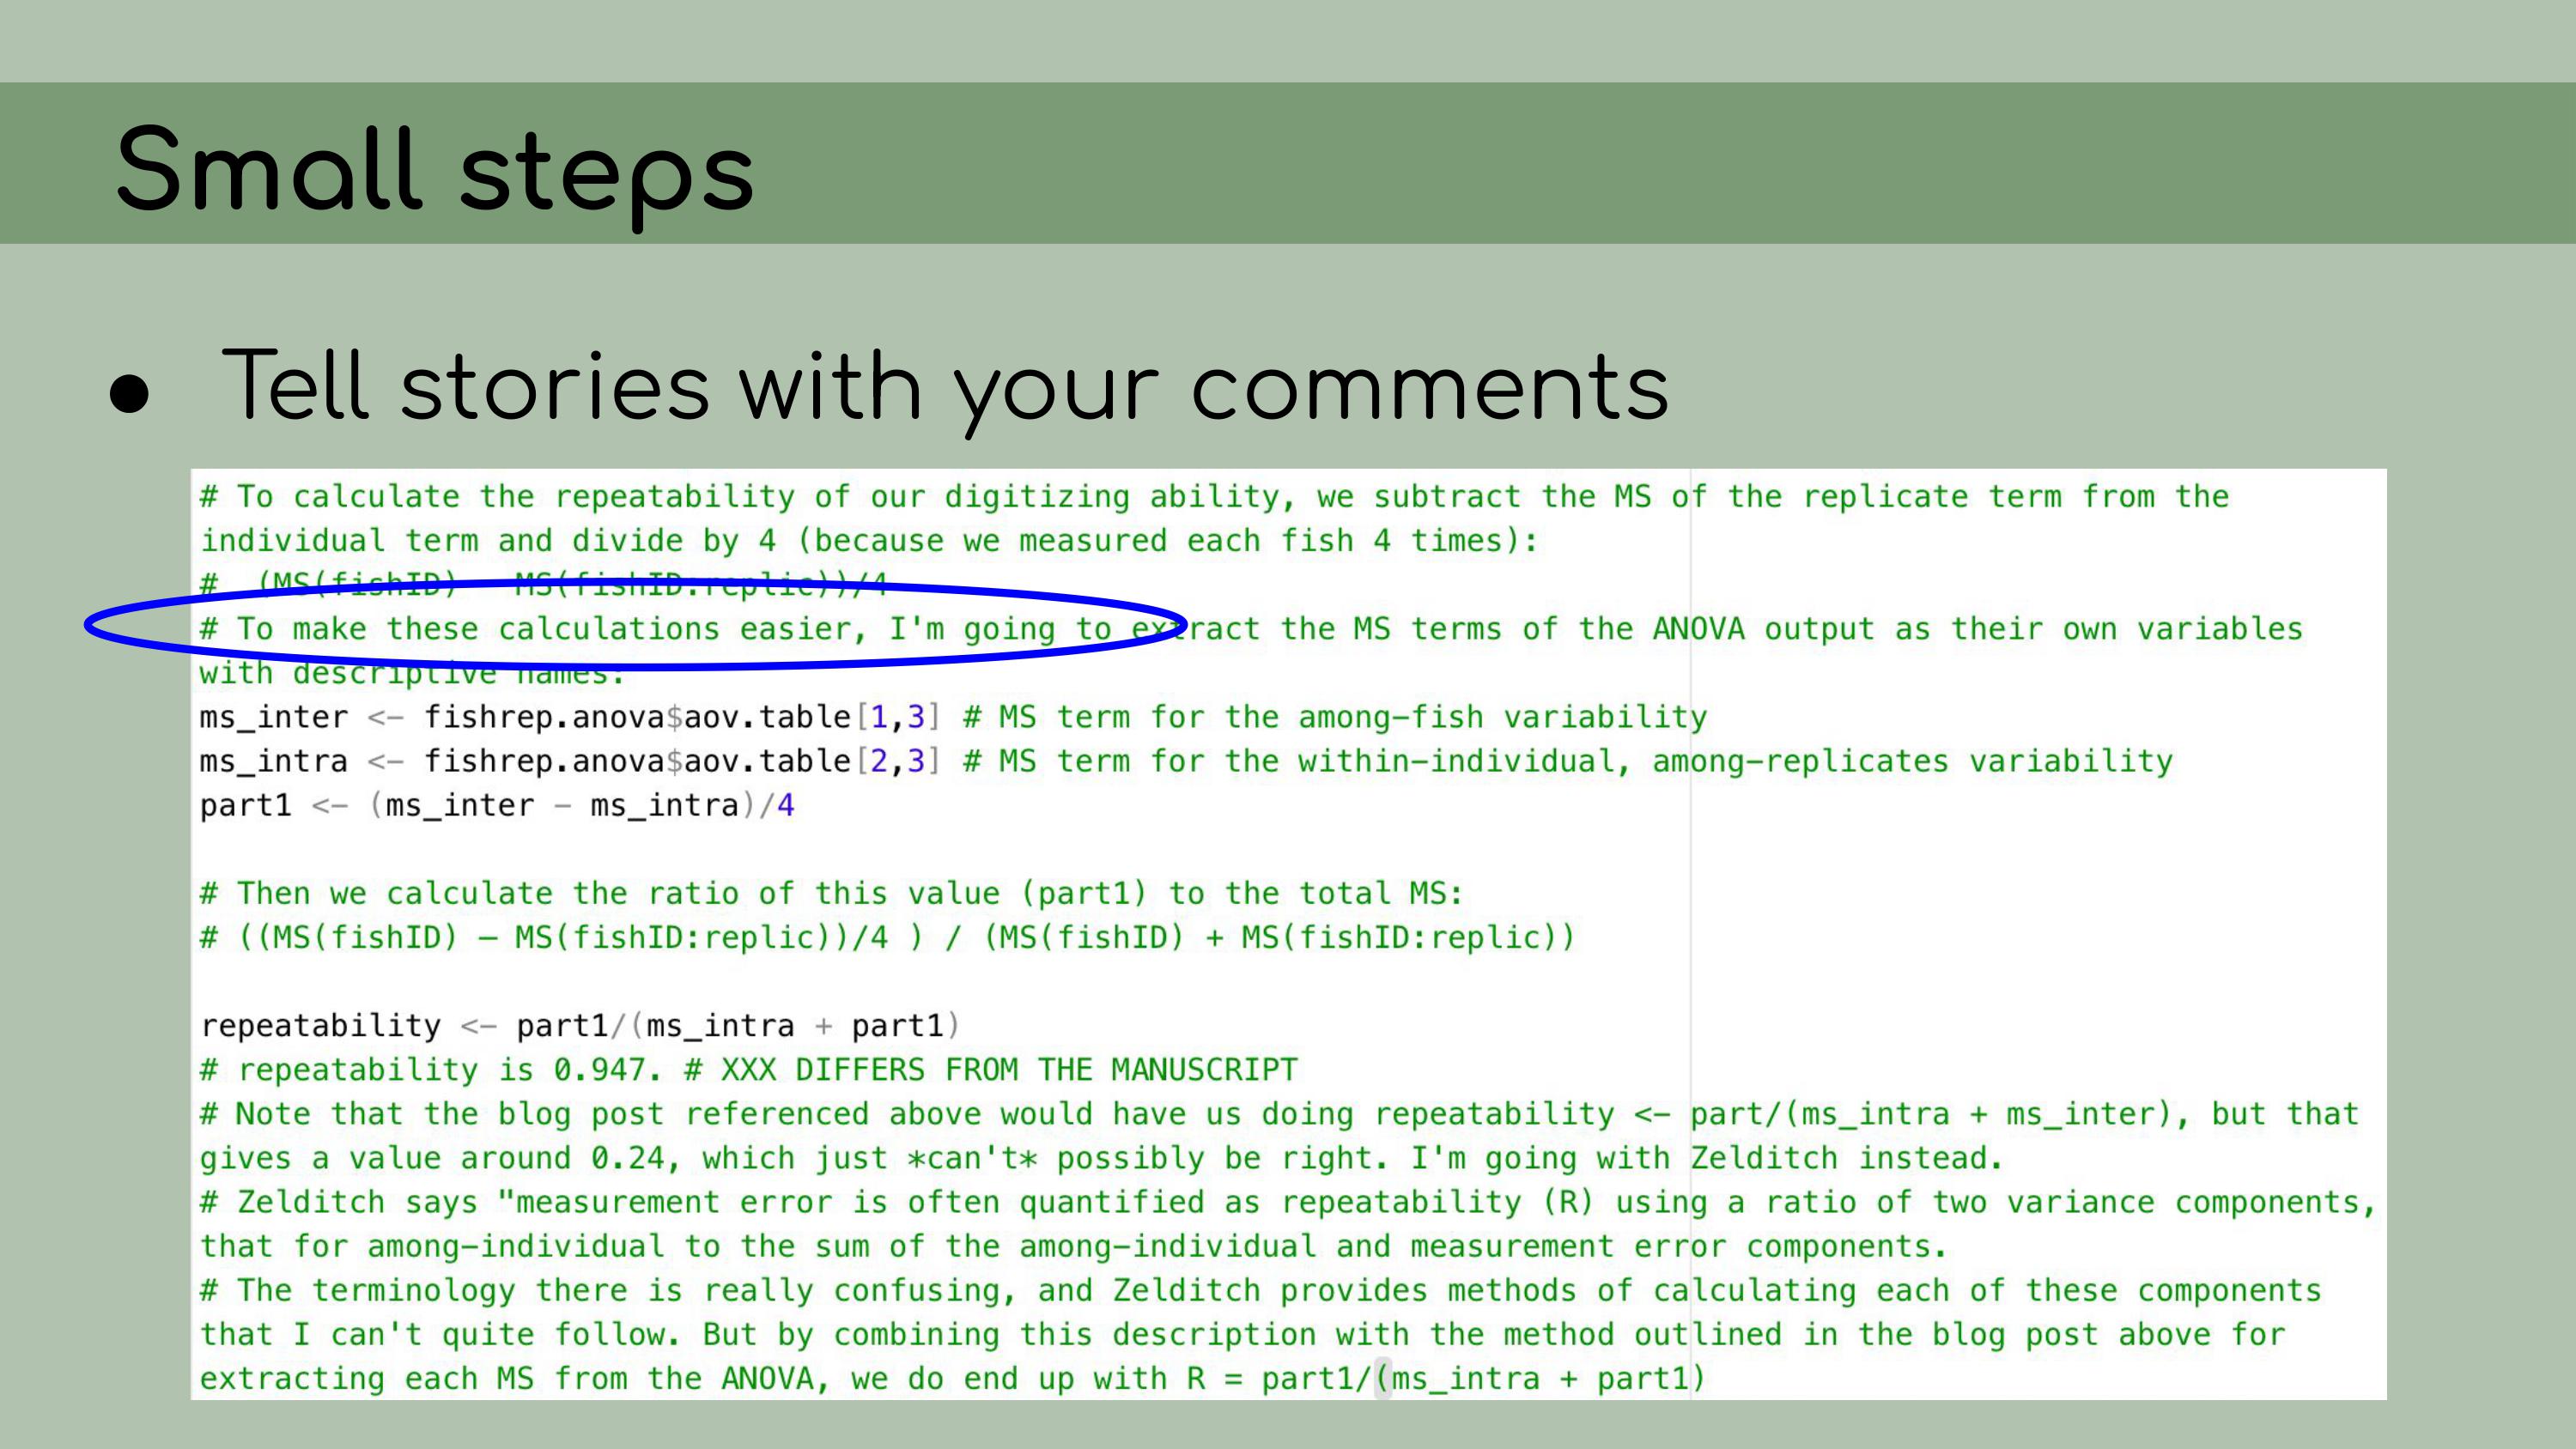 Small steps
● Tell stories with your comments
# To calculate the repeatability of our digitizing ability, we subtract the MS of the replicate term from the
individual term and divide by 4 (because we measured each fish 4 times):
# (MS(fishID) – MS(fishID:replic))/4
# To make these calculations easier, I'm going to extract the MS terms of the ANOVA output as their own variables
with descriptive names.
ms_inter <- fishrep.anova$aov.table[1,3] # MS term for the among-fish variability
ms_intra <- fishrep.anova$aov.table[2,3] # MS term for the within-individual, among-replicates variability
part1 <- (ms_inter - ms_intra)/4
# Then we calculate the ratio of this value (part1) to the total MS:
# ((MS(fishID) – MS(fishID:replic))/4 ) / (MS(fishID) + MS(fishID:replic))
repeatability <- part1/(ms_intra + part1)
# repeatability is 0.947. # XXX DIFFERS FROM THE MANUSCRIPT
# Note that the blog post referenced above would have us doing repeatability <- part/(ms_intra + ms_inter), but that
gives a value around 0.24, which just *can't* possibly be right. I'm going with Zelditch instead.
# Zelditch says "measurement error is often quantified as repeatability (R) using a ratio of two variance components,
that for among-individual to the sum of the among-individual and measurement error components.
# The terminology there is really confusing, and Zelditch provides methods of calculating each of these components
that I can't quite follow. But by combining this description with the method outlined in the blog post above for
extracting each MS from the ANOVA, we do end up with R = part1/(ms_intra + part1)